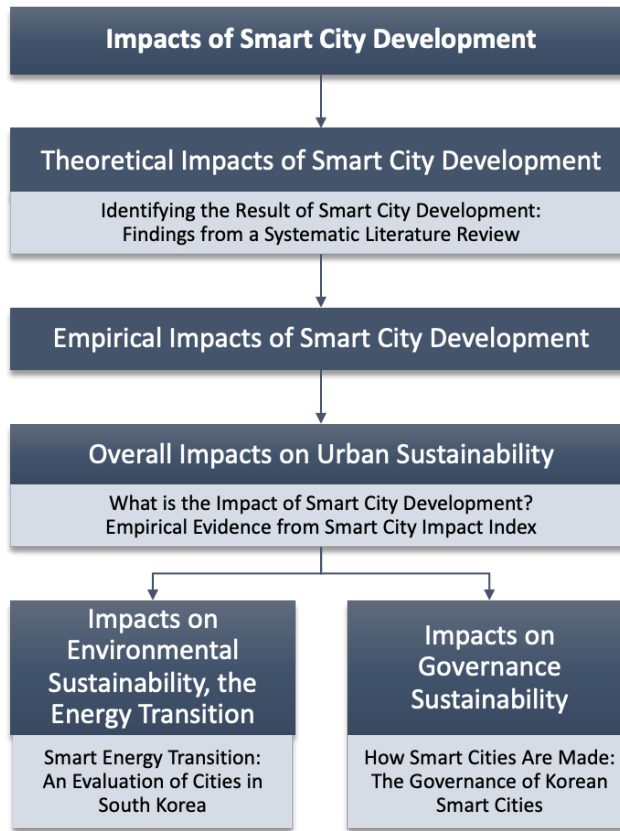 Impacts of Smart City Development
Theoretical Impacts of Smart City Development
Identifying the Result of Smart City Development:
Findings from a Systematic Literature Review
Empirical Impacts of Smart City Development
Overall Impacts on Urban Sustainability
What is the Impact of Smart City Development?
Empirical Evidence from Smart City Impact Index
Impacts on
Environmental
Sustainability, the
Energy Transition
Smart Energy Transition:
An Evaluation of Cities in
South Korea
Impacts on
Governance
Sustainability
How Smart Cities Are Made:
The Governance of Korean
Smart Cities